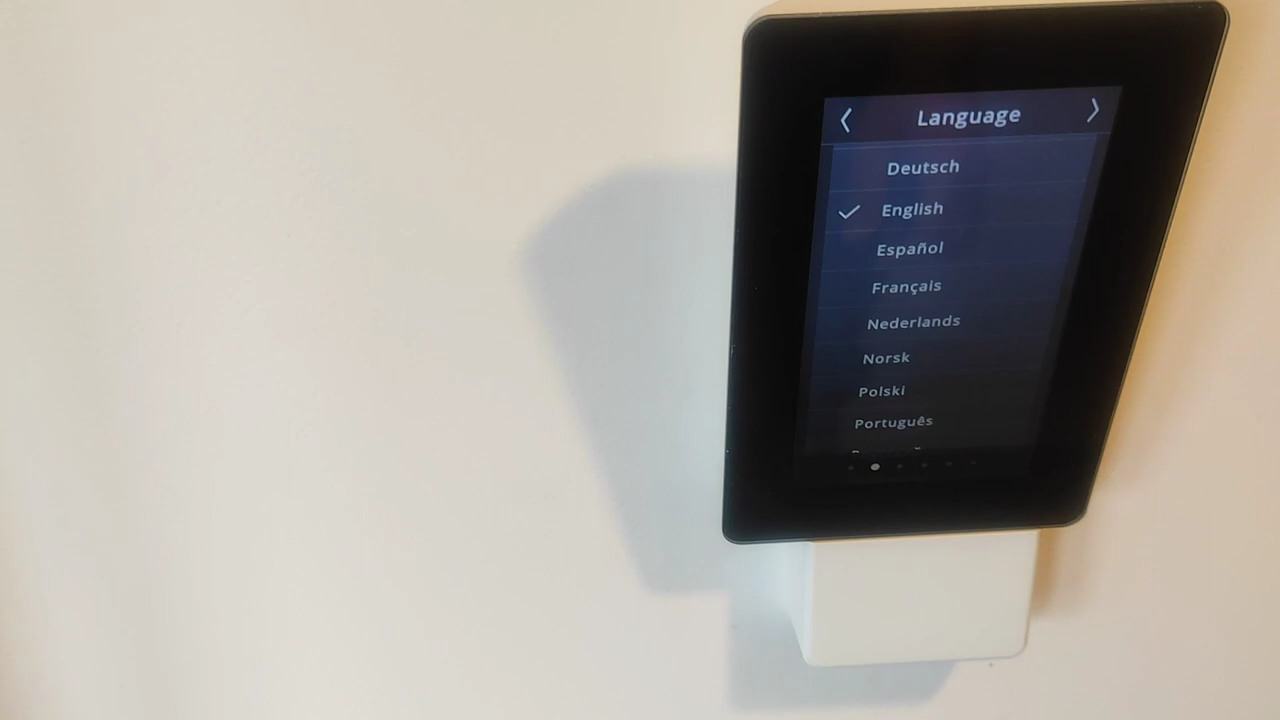 Language
Deutsch
English
Español
Français
Nederlands
Norsk
Polski
Português